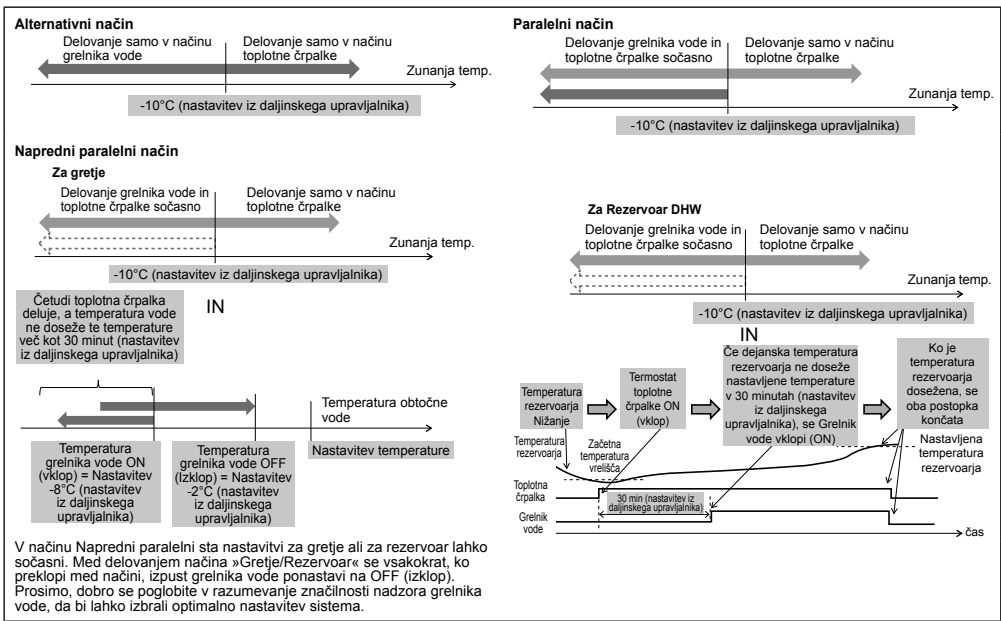 Alternativni način
Delovanje samo v načinu
grelnika vode
Delovanje samo v načinu
toplotne črpalke
Zunanja temp.
-10°C (nastavitev iz daljinskega upravljalnika)
Paralelni način
Delovanje grelnika vode in
toplotne črpalke sočasno
Delovanje samo v načinu
toplotne črpalke
Zunanja temp.
-10°C (nastavitev iz daljinskega upravljalnika)
Napredni paralelni način
Za gretje
Delovanje grelnika vode in
toplotne črpalke sočasno
Delovanje samo v načinu
toplotne črpalke
Zunanja temp.
-10°C (nastavitev iz daljinskega upravljalnika)
IN
Četudi toplotna črpalka
deluje, a temperatura vode
ne doseže te temperature
več kot 30 minut (nastavitev
iz daljinskega upravljalnika)
Temperatura obtočne
vode
Temperatura
grelnika vode ON
(vklop) = Nastavitev
-8°C (nastavitev
iz daljinskega
upravljalnika)
Temperatura
grelnika vode OFF
(Izklop) = Nastavitev
-2°C (nastavitev
iz daljinskega
upravljalnika)
Nastavitev temperature
Za Rezervoar DHW
Delovanje grelnika vode in
toplotne črpalke sočasno
Delovanje samo v načinu
toplotne črpalke
Zunanja temp.
-10°C (nastavitev iz daljinskega upravljalnika)
IN
Temperatura
rezervoarja
Nižanje
Termostat
toplotne
črpalke ON
(vklop)
Če dejanska temperatura
rezervoarja ne doseže
nastavljene temperature
v 30 minutah (nastavitev
iz daljinskega
upravljalnika), se Grelnik
vode vklopi (ON)
Ko je
temperatura
rezervoarja
dosežena, se
oba postopka
končata
Temperatura
rezervoarja
Začetna
temperatura
vrelišča
Nastavljena
temperatura
rezervoarja
Toplotna
črpalka
30 min (nastavitev iz
daljinskega upravljalnika)
Grelnik
vode
čas
V načinu Napredni paralelni sta nastavitvi za gretje ali za rezervoar lahko
sočasni. Med delovanjem načina »Gretje/Rezervoar« se vsakokrat, ko
preklopi med načini, izpust grelnika vode ponastavi na OFF (izklop).
Prosimo, dobro se poglobite v razumevanje značilnosti nadzora grelnika
vode, da bi lahko izbrali optimalno nastavitev sistema.